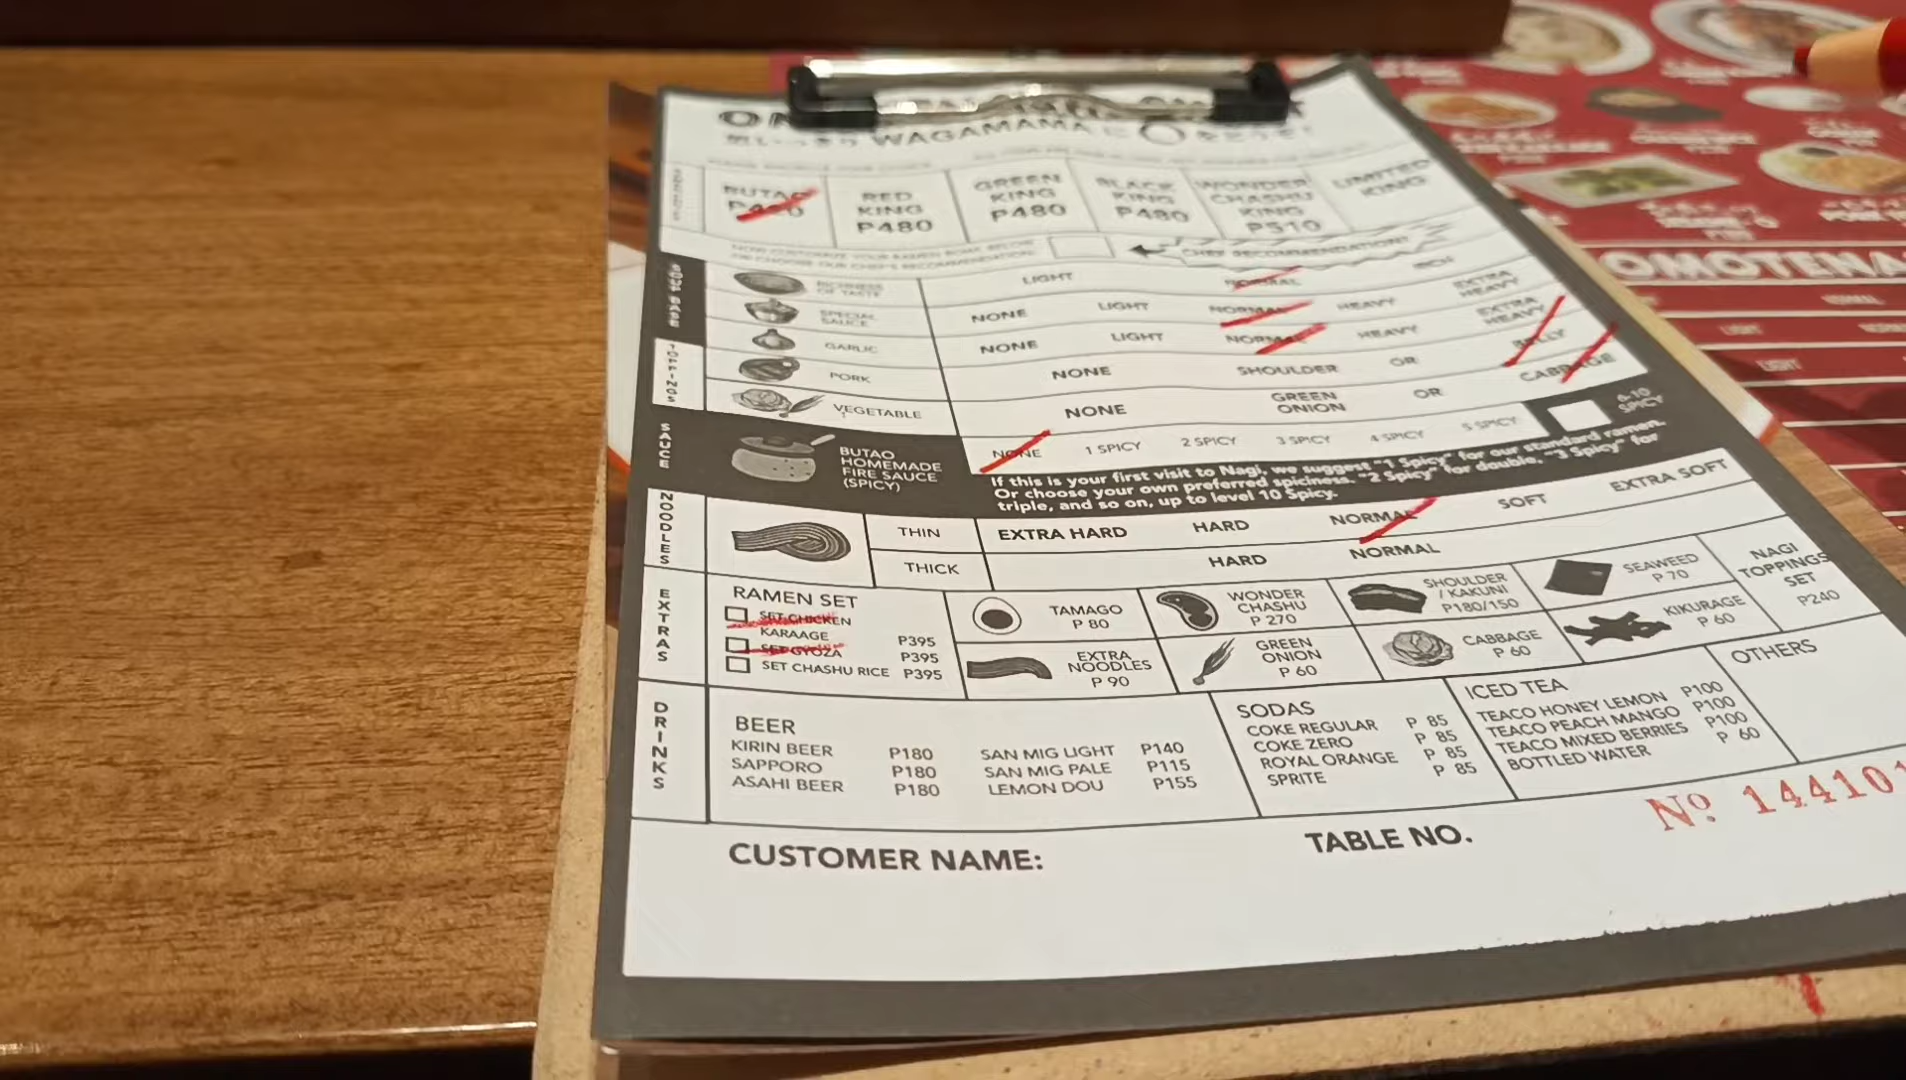 WAGAMAMA
BUTAO
RED KING P480
GREEN KING P480
BLACK KING P480
WONDER CHASHU KING P510
LIMITED KING
CHEF RECOMMENDATION!
RICHNESS OF TASTE LIGHT NORMAL RICH
SPECIAL SAUCE NONE LIGHT NORMAL HEAVY EXTRA HEAVY
GARLIC NONE LIGHT NORMAL HEAVY EXTRA HEAVY
TOPPINGS
PORK NONE SHOULDER OR BELLY
VEGETABLE NONE GREEN ONION OR CABBAGE
SAUCE
BUTAO
HOMEMADE
FIRE SAUCE
(SPICY)
NONE 1 SPICY 2 SPICY 3 SPICY 4 SPICY 5 SPICY 6-10 SPICY
If this is your first visit to Nagi, we suggest "1 Spicy" for our standard ramen.
Or choose your own preferred spiciness. "2 Spicy" for double, "3 Spicy" for
triple, and so on, up to level 10 Spicy.
NOODLES
THIN EXTRA HARD HARD NORMAL SOFT EXTRA SOFT
THICK HARD NORMAL
EXTRAS
RAMEN SET
SET CHICKEN
KARAAGE P395
SET GYOZA P395
SET CHASHU RICE P395
TAMAGO
P 80
WONDER
CHASHU
P 270
SHOULDER
/ KAKUNI
P180/150
SEAWEED
P 70
NAGI
TOPPINGS
SET
P240
EXTRA
NOODLES
P 90
GREEN
ONION
P 60
CABBAGE
P 60
KIKURAGE
P 60
DRINKS
BEER
KIRIN BEER P180
SAPPORO P180
ASAHI BEER P180
SAN MIG LIGHT P140
SAN MIG PALE P115
LEMON DOU P155
SODAS
COKE REGULAR P 85
COKE ZERO P 85
ROYAL ORANGE P 85
SPRITE P 85
ICED TEA
TEACO HONEY LEMON P100
TEACO PEACH MANGO P100
TEACO MIXED BERRIES P100
BOTTLED WATER P 60
OTHERS
Nº 144101
CUSTOMER NAME:
TABLE NO.
OMOTENA
NORMAL
LIGHT
LIGHT